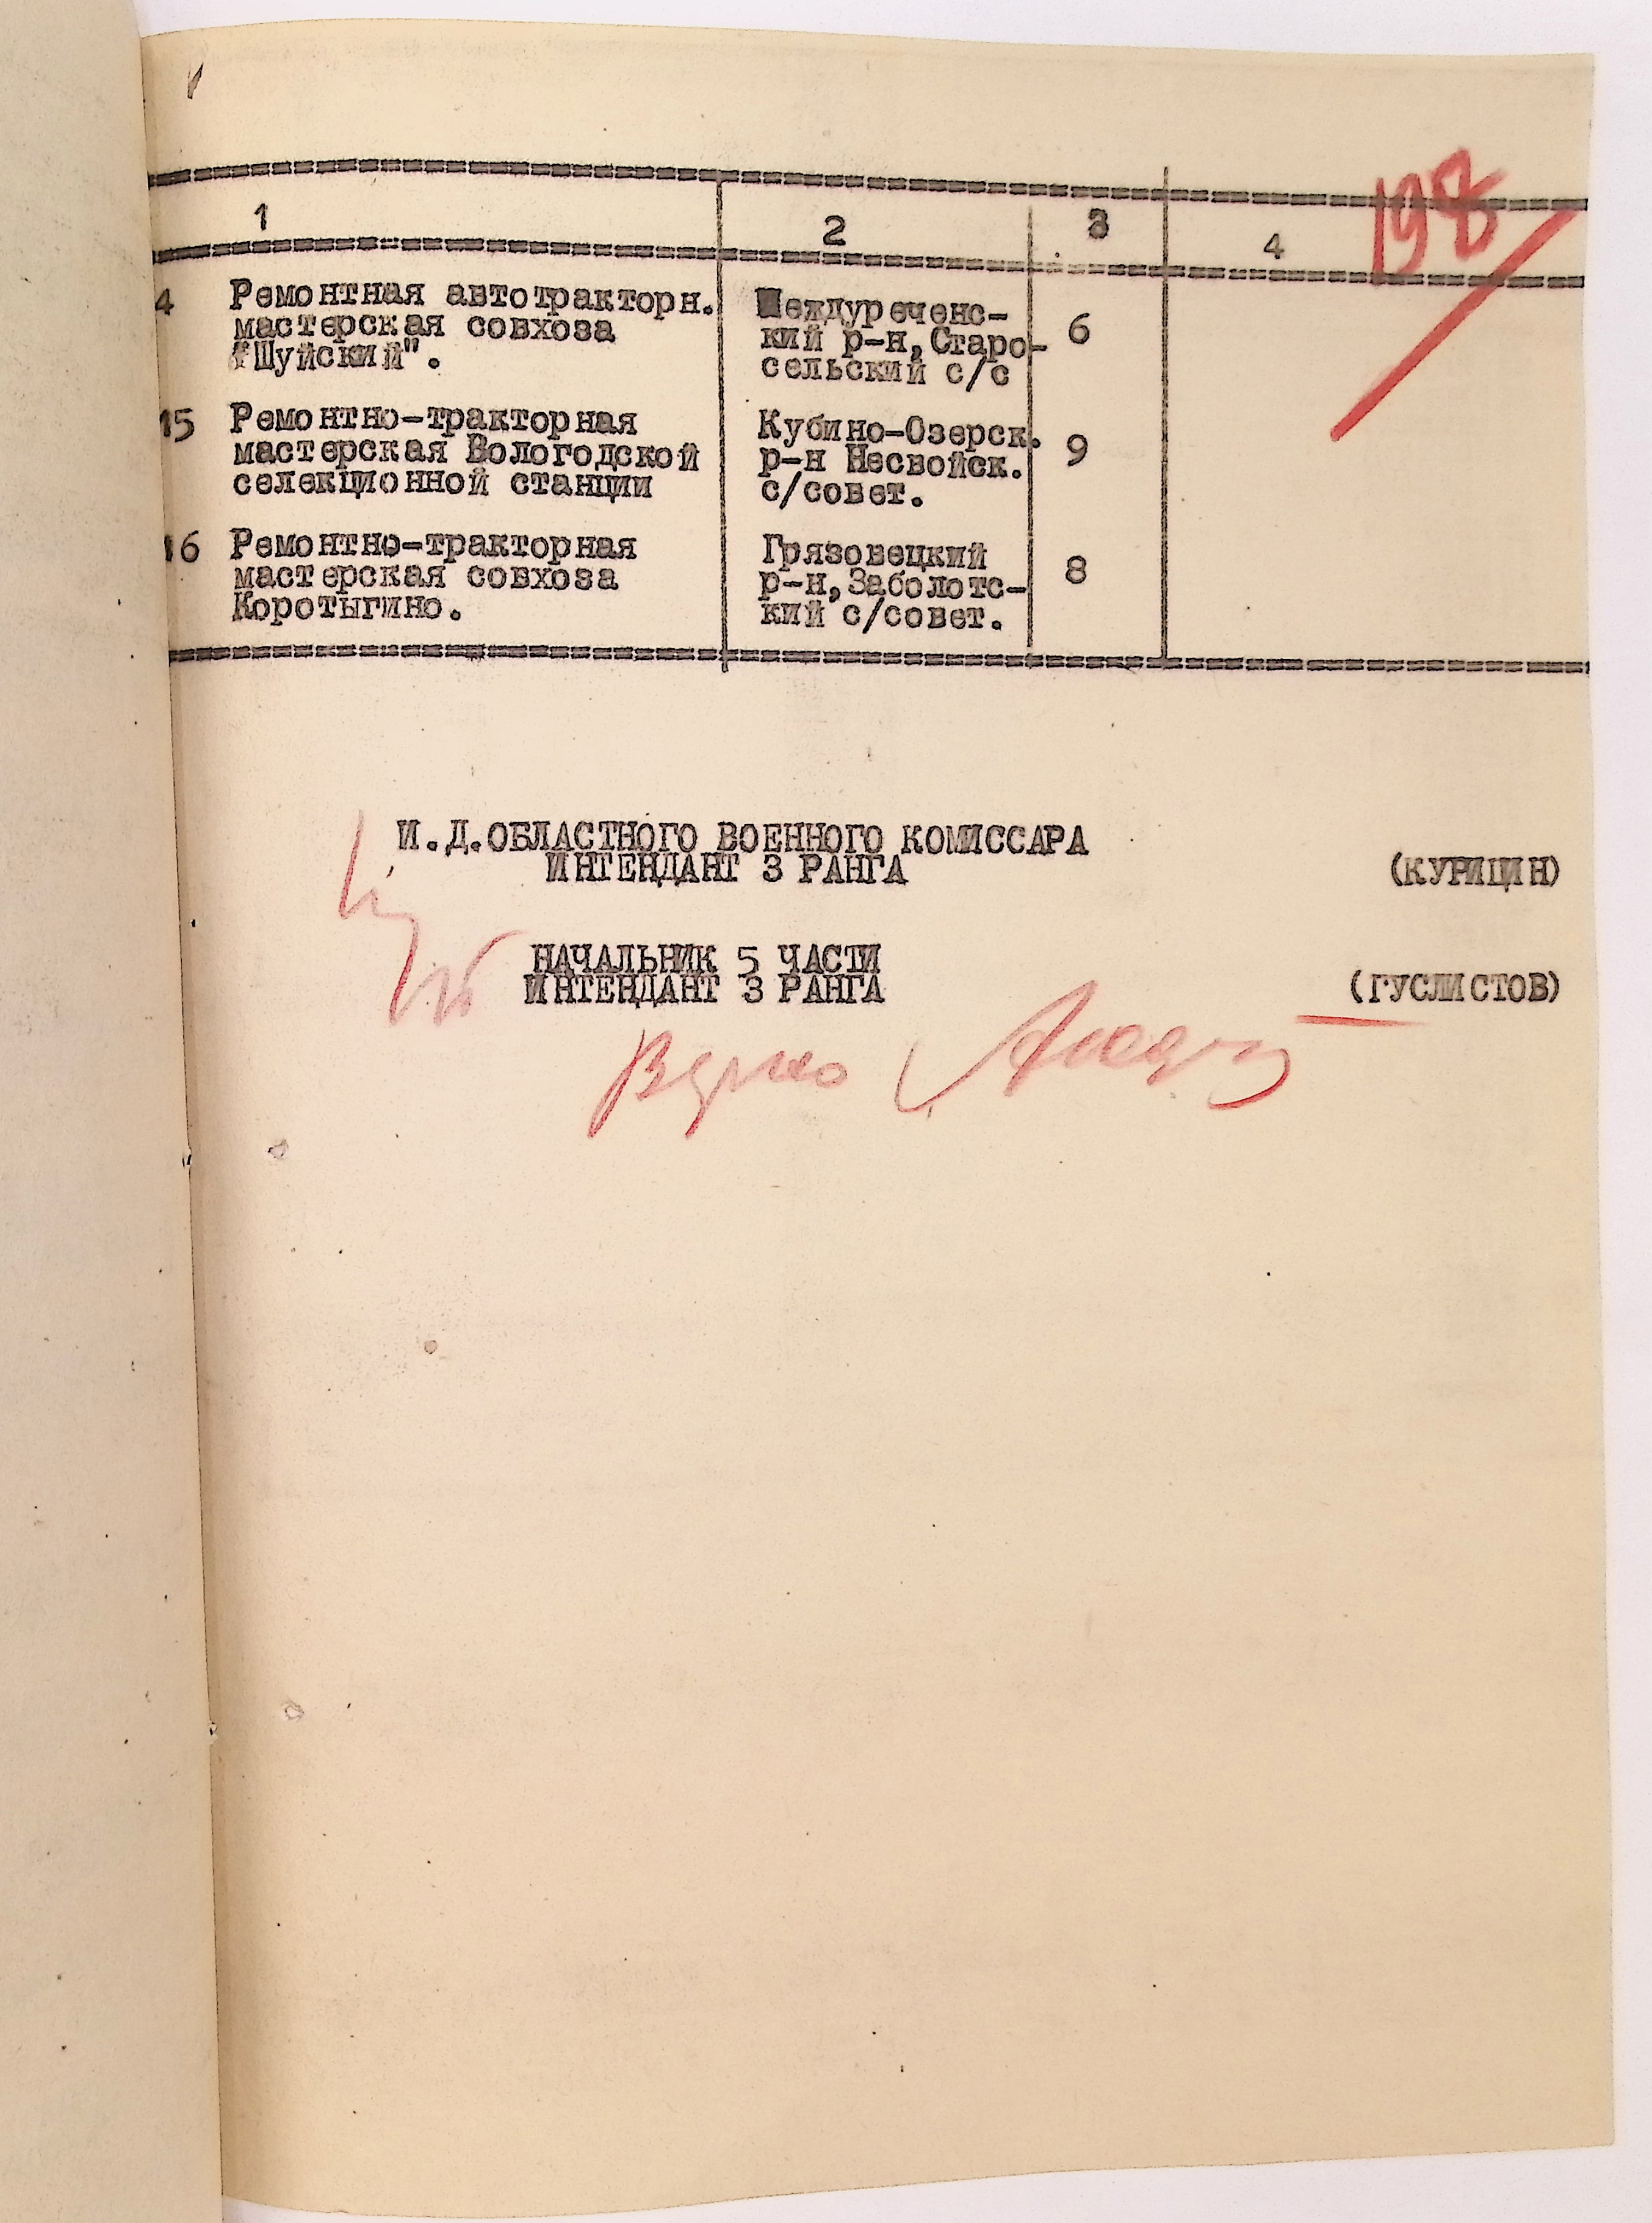 198
1 2 3 4
4 Ремонтная автотракторн. Междуреченс- 6
мастерская совхоза кий р-н,Старо-
"Шуйский". сельский с/с
15 Ремонтно-тракторная Кубино-Озерск. 9
мастерская Вологодской р-н Несвойск.
селекционной станции с/совет.
16 Ремонтно-тракторная Грязовецкий 8
мастерская совхоза р-н,Заболотс-
Коротыгино. кий с/совет.
И.Д.ОБЛАСТНОГО ВОЕННОГО КОМИССАРА
ИНТЕНДАНТ 3 РАНГА (КУРИЦИН)
НАЧАЛЬНИК 5 ЧАСТИ
ИНТЕНДАНТ 3 РАНГА (ГУСЛИСТОВ)
Верно